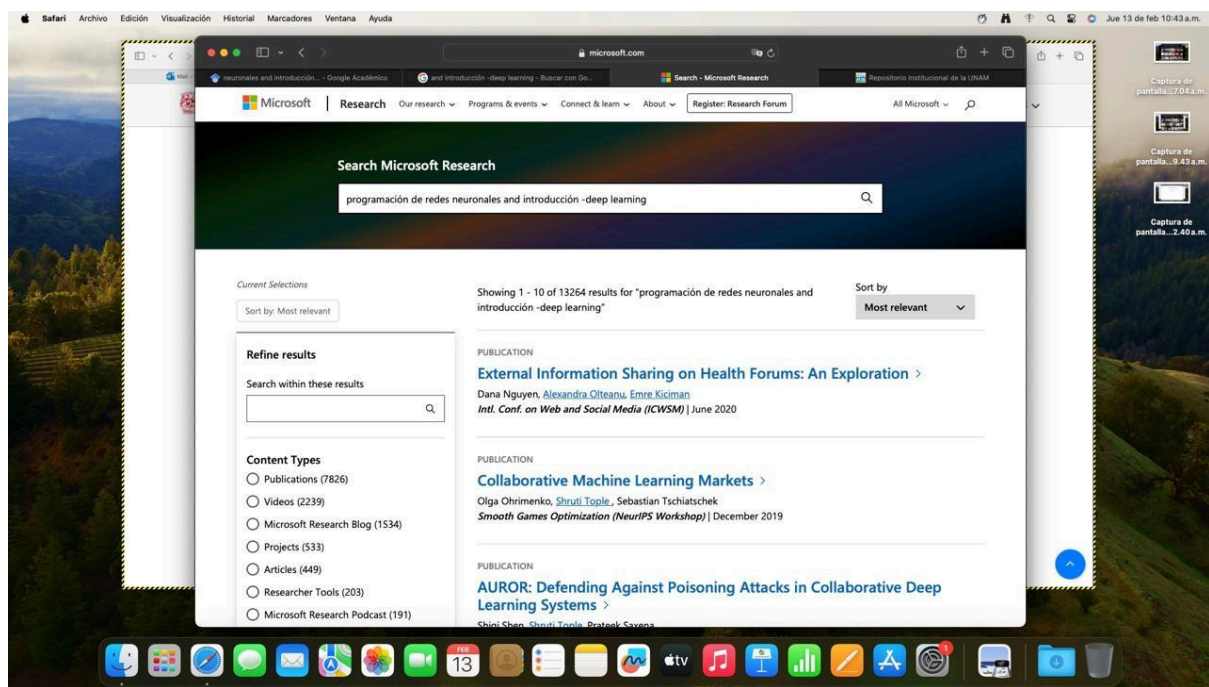 Safari Archivo Edición Visualización Historial Marcadores Ventana Ayuda
Jue 13 de feb 10:43 a.m.
microsoft.com
neuronales and introducción... - Google Académico
and introducción -deep learning - Buscar con Go...
Search - Microsoft Research
Repositorio Institucional de la UNAM
Microsoft
Research
Our research
Programs & events
Connect & learn
About
Register: Research Forum
All Microsoft
Search Microsoft Research
programación de redes neuronales and introducción -deep learning
Current Selections
Sort by: Most relevant
Refine results
Search within these results
Content Types
Publications (7826)
Videos (2239)
Microsoft Research Blog (1534)
Projects (533)
Articles (449)
Researcher Tools (203)
Microsoft Research Podcast (191)
Showing 1 - 10 of 13264 results for "programación de redes neuronales and
introducción -deep learning"
Sort by
Most relevant
PUBLICATION
External Information Sharing on Health Forums: An Exploration
Dana Nguyen, Alexandra Olteanu, Emre Kiciman
Intl. Conf. on Web and Social Media (ICWSM) | June 2020
PUBLICATION
Collaborative Machine Learning Markets
Olga Ohrimenko, Shruti Tople , Sebastian Tschiatschek
Smooth Games Optimization (NeurIPS Workshop) | December 2019
PUBLICATION
AUROR: Defending Against Poisoning Attacks in Collaborative Deep
Learning Systems
Shiqi Shen, Shruti Tople, Prateek Saxena
Captura de
pantalla...7.04 a.m.
Captura de
pantalla...9.43 a.m.
Captura de
pantalla...2.40 a.m.
FEB
13
tv
1